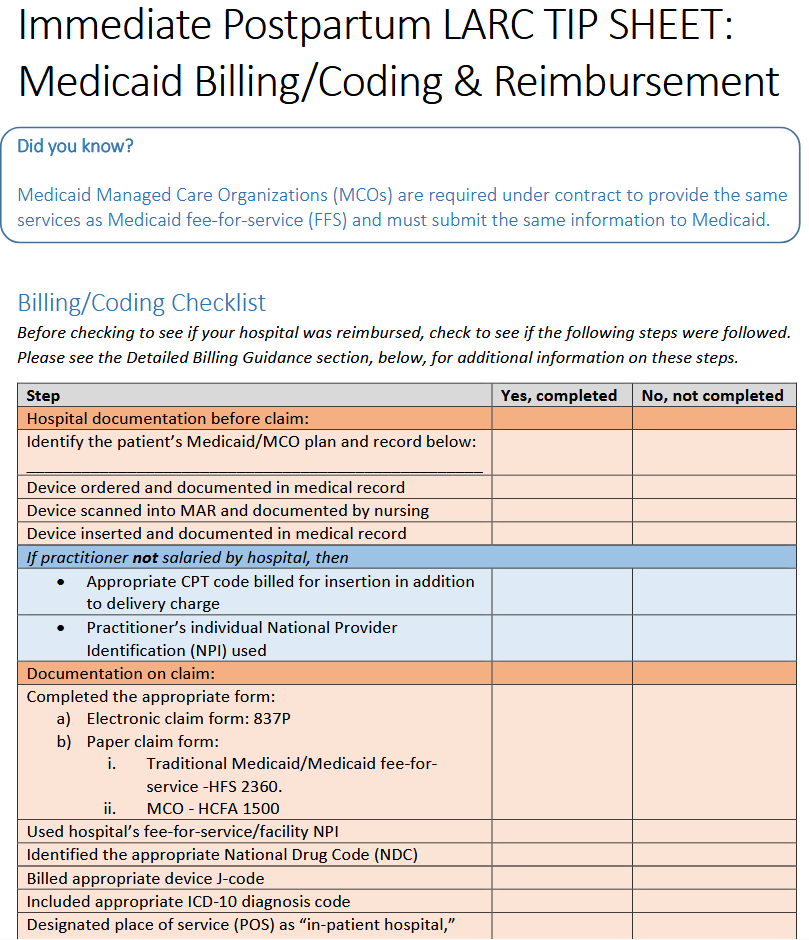 Immediate Postpartum LARC TIP SHEET:
Medicaid Billing/Coding & Reimbursement
Did you know?
Medicaid Managed Care Organizations (MCOs) are required under contract to provide the same
services as Medicaid fee-for-service (FFS) and must submit the same information to Medicaid.
Billing/Coding Checklist
Before checking to see if your hospital was reimbursed, check to see if the following steps were followed.
Please see the Detailed Billing Guidance section, below, for additional information on these steps.
Step Yes, completed No, not completed
Hospital documentation before claim:
Identify the patient’s Medicaid/MCO plan and record below:
Device ordered and documented in medical record
Device scanned into MAR and documented by nursing
Device inserted and documented in medical record
If practitioner not salaried by hospital, then
• Appropriate CPT code billed for insertion in addition
to delivery charge
• Practitioner’s individual National Provider
Identification (NPI) used
Documentation on claim:
Completed the appropriate form:
a) Electronic claim form: 837P
b) Paper claim form:
i. Traditional Medicaid/Medicaid fee-for-
service -HFS 2360.
ii. MCO - HCFA 1500
Used hospital’s fee-for-service/facility NPI
Identified the appropriate National Drug Code (NDC)
Billed appropriate device J-code
Included appropriate ICD-10 diagnosis code
Designated place of service (POS) as “in-patient hospital,”